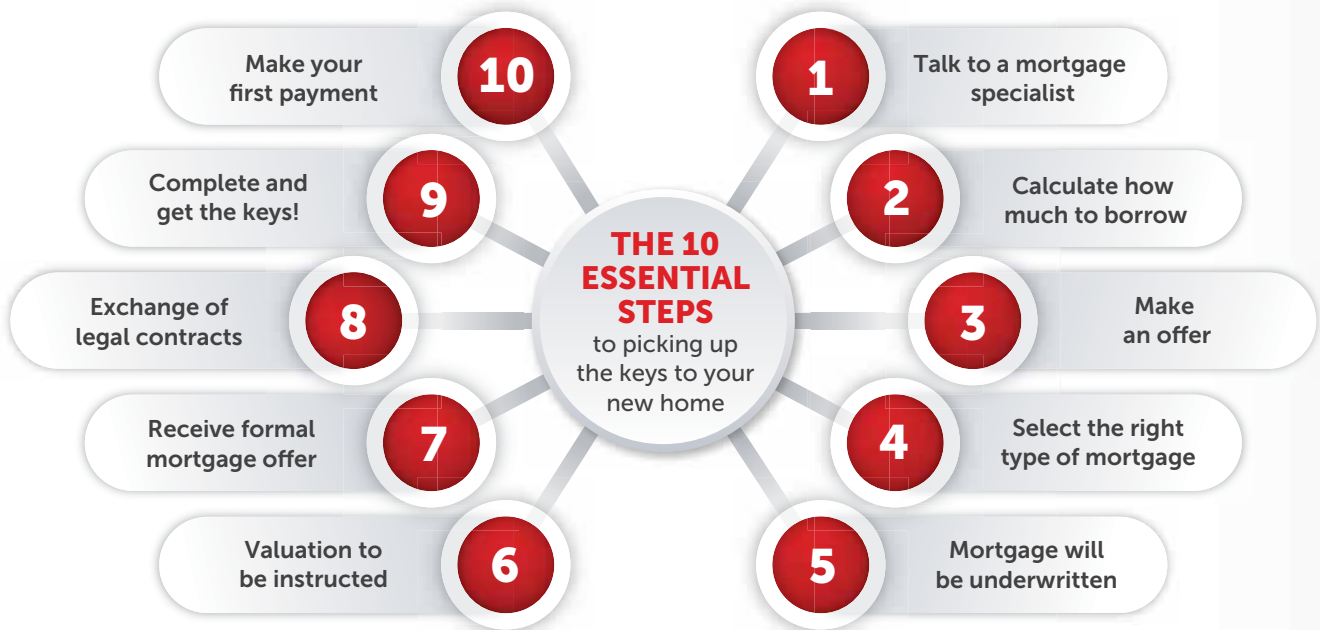 THE 10
ESSENTIAL
STEPS
to picking up
the keys to your
new home
1
Talk to a mortgage
specialist
2
Calculate how
much to borrow
3
Make
an offer
4
Select the right
type of mortgage
5
Mortgage will
be underwritten
6
Valuation to
be instructed
7
Receive formal
mortgage offer
8
Exchange of
legal contracts
9
Complete and
get the keys!
10
Make your
first payment